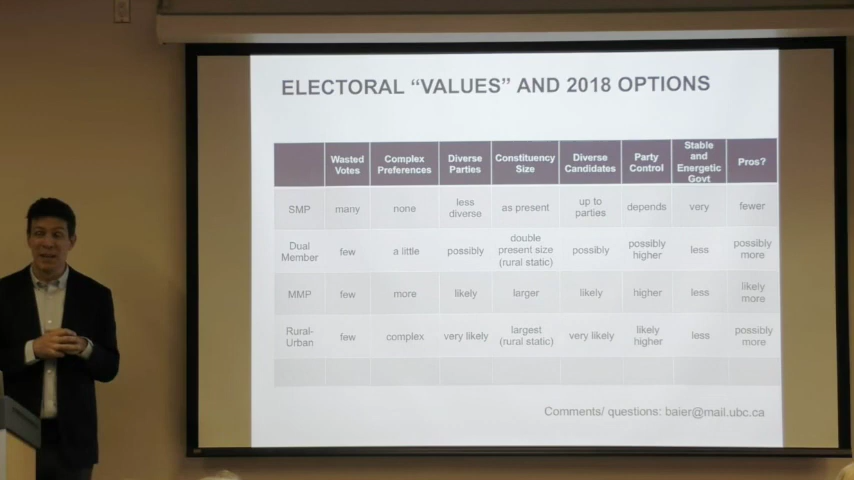 ELECTORAL “VALUES” AND 2018 OPTIONS
Wasted Votes Complex Preferences Diverse Parties Constituency Size Diverse Candidates Party Control Stable and Energetic Govt Pros?
SMP many none less diverse as present up to parties depends very fewer
Dual Member few a little possibly double present size (rural static) possibly possibly higher less possibly more
MMP few more likely larger likely higher less likely more
Rural-Urban few complex very likely largest (rural static) very likely likely higher less possibly more
Comments/ questions: baier@mail.ubc.ca